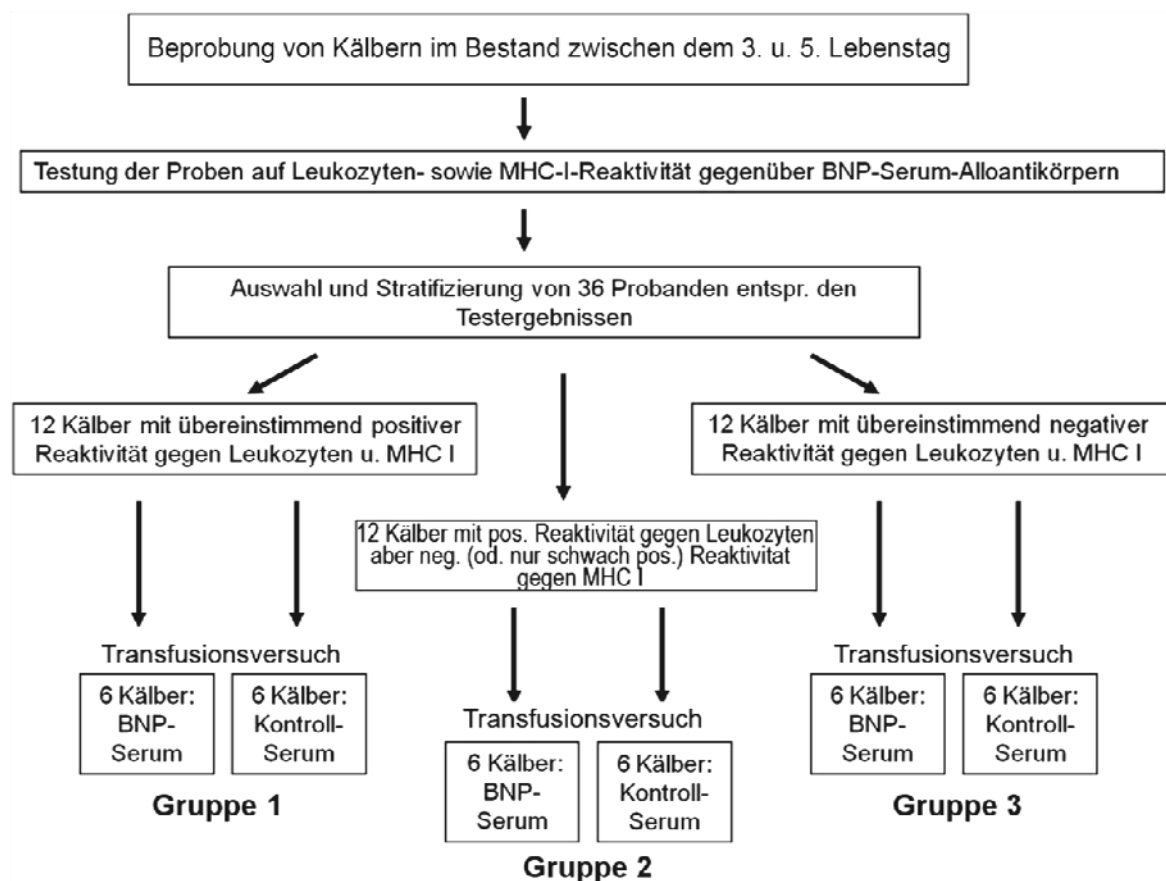 Beprobung von Kälbern im Bestand zwischen dem 3. u. 5. Lebenstag
Testung der Proben auf Leukozyten- sowie MHC-I-Reaktivität gegenüber BNP-Serum-Alloantikörpern
Auswahl und Stratifizierung von 36 Probanden entspr. den
Testergebnissen
12 Kälber mit übereinstimmend positiver
Reaktivität gegen Leukozyten u. MHC I
12 Kälber mit pos. Reaktivität gegen Leukozyten
aber neg. (od. nur schwach pos.) Reaktivitat
gegen MHC I
12 Kälber mit übereinstimmend negativer
Reaktivität gegen Leukozyten u. MHC I
Transfusionsversuch
6 Kälber:
BNP-
Serum
6 Kälber:
Kontroll-
Serum
Gruppe 1
Transfusionsversuch
6 Kälber:
BNP-
Serum
6 Kälber:
Kontroll-
Serum
Gruppe 2
Transfusionsversuch
6 Kälber:
BNP-
Serum
6 Kälber:
Kontroll-
Serum
Gruppe 3